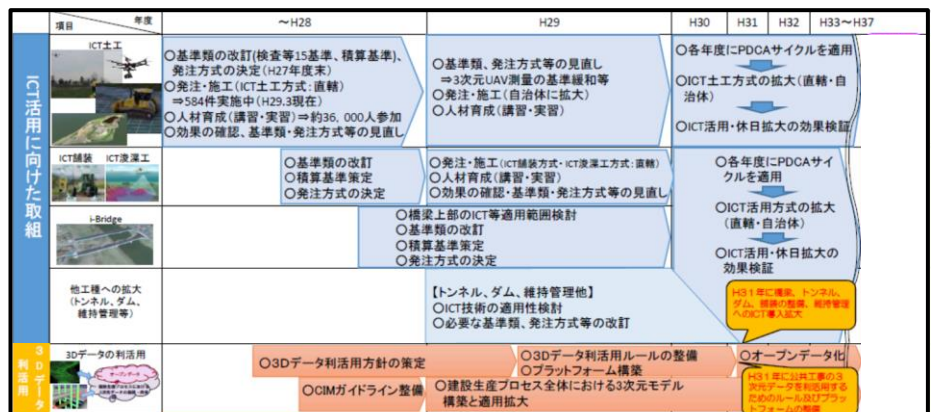 項目
年度
～H28
H29
H30
H31
H32
H33～H37
ICT活用に向けた取組
ICT土工
○基準類の改訂(検査等15基準、積算基準)、
発注方式の決定(H27年度末)
○発注・施工(ICT土工方式:直轄)
⇒584件実施中(H29.3現在)
○人材育成(講習・実習)⇒約36,000人参加
○効果の確認、基準類・発注方式等の見直し
○基準類、発注方式等の見直し
⇒3次元UAV測量の基準緩和等
○発注・施工(自治体に拡大)
○人材育成(講習・実習)
○各年度にPDCAサイクルを適用
○ICT土工方式の拡大(直轄・自
治体)
○ICT活用・休日拡大の効果検証
ICT舗装
ICT浚渫工
○基準類の改訂
○積算基準策定
○発注方式の決定
○発注・施工(ICT舗装方式・ICT浚渫工方式:直轄)
○人材育成(講習・実習)
○効果の確認・基準類・発注方式等の見直し
○各年度にPDCAサイ
クルを適用
○ICT活用方式の拡大
(直轄・自治体)
○ICT活用・休日拡大の
効果検証
i-Bridge
○橋梁上部のICT等適用範囲検討
○基準類の改訂
○積算基準策定
○発注方式の決定
他工種への拡大
(トンネル、ダム、
維持管理等)
【トンネル、ダム、維持管理他】
○ICT技術の適用性検討
○必要な基準類、発注方式等の改訂
H31年に橋梁、トンネル、
ダム、舗装の整備、維持管理
へのICT導入拡大
3Dデータ利活用
3Dデータの利活用
○3Dデータ利活用方針の策定
○3Dデータ利活用ルールの整備
○プラットフォーム構築
○オープンデータ化
○CIMガイドライン整備
○建設生産プロセス全体における3次元モデル
構築と適用拡大
H31年に公共工事の3
次元データを利活用する
ためのルール及びプラッ
トフォームの整備